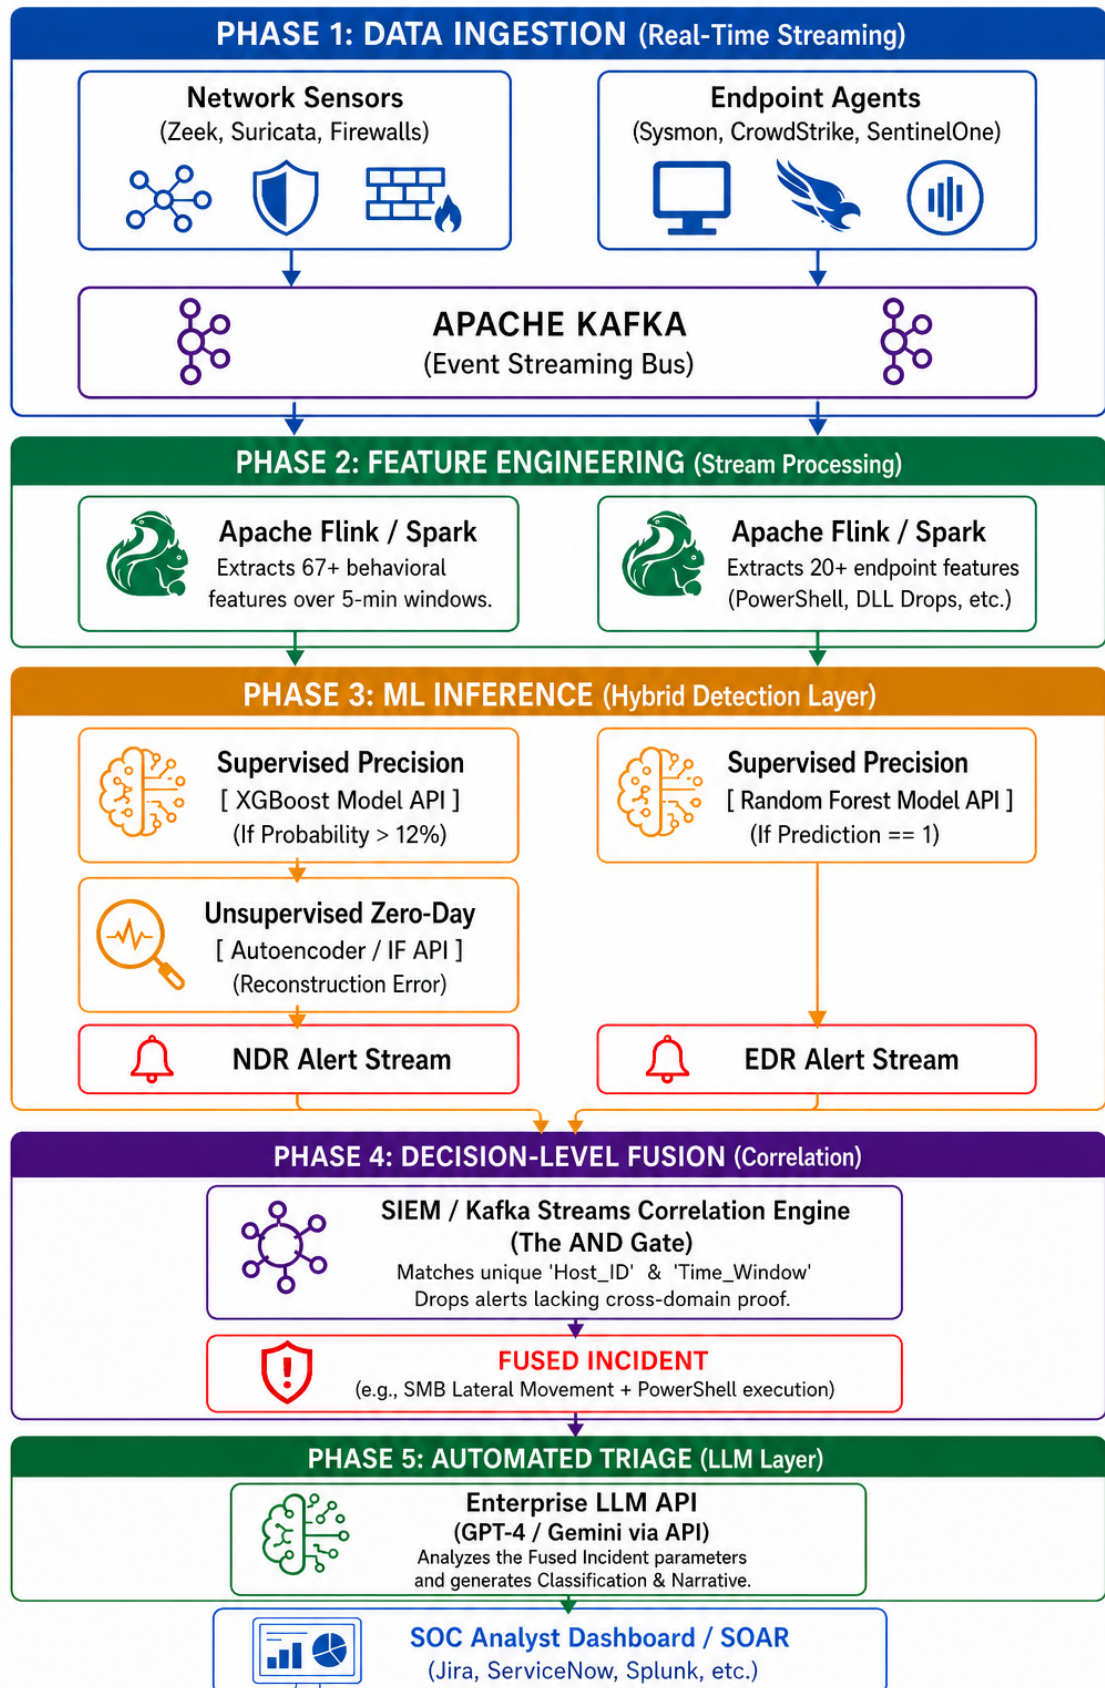 PHASE 1: DATA INGESTION (Real-Time Streaming)
Network Sensors
(Zeek, Suricata, Firewalls)
Endpoint Agents
(Sysmon, CrowdStrike, SentinelOne)
APACHE KAFKA
(Event Streaming Bus)
PHASE 2: FEATURE ENGINEERING (Stream Processing)
Apache Flink / Spark
Extracts 67+ behavioral
features over 5-min windows.
Apache Flink / Spark
Extracts 20+ endpoint features
(PowerShell, DLL Drops, etc.)
PHASE 3: ML INFERENCE (Hybrid Detection Layer)
Supervised Precision
[ XGBoost Model API ]
(If Probability > 12%)
Supervised Precision
[ Random Forest Model API ]
(If Prediction == 1)
Unsupervised Zero-Day
[ Autoencoder / IF API ]
(Reconstruction Error)
NDR Alert Stream
EDR Alert Stream
PHASE 4: DECISION-LEVEL FUSION (Correlation)
SIEM / Kafka Streams Correlation Engine
(The AND Gate)
Matches unique 'Host_ID' & 'Time_Window'
Drops alerts lacking cross-domain proof.
FUSED INCIDENT
(e.g., SMB Lateral Movement + PowerShell execution)
PHASE 5: AUTOMATED TRIAGE (LLM Layer)
Enterprise LLM API
(GPT-4 / Gemini via API)
Analyzes the Fused Incident parameters
and generates Classification & Narrative.
SOC Analyst Dashboard / SOAR
(Jira, ServiceNow, Splunk, etc.)